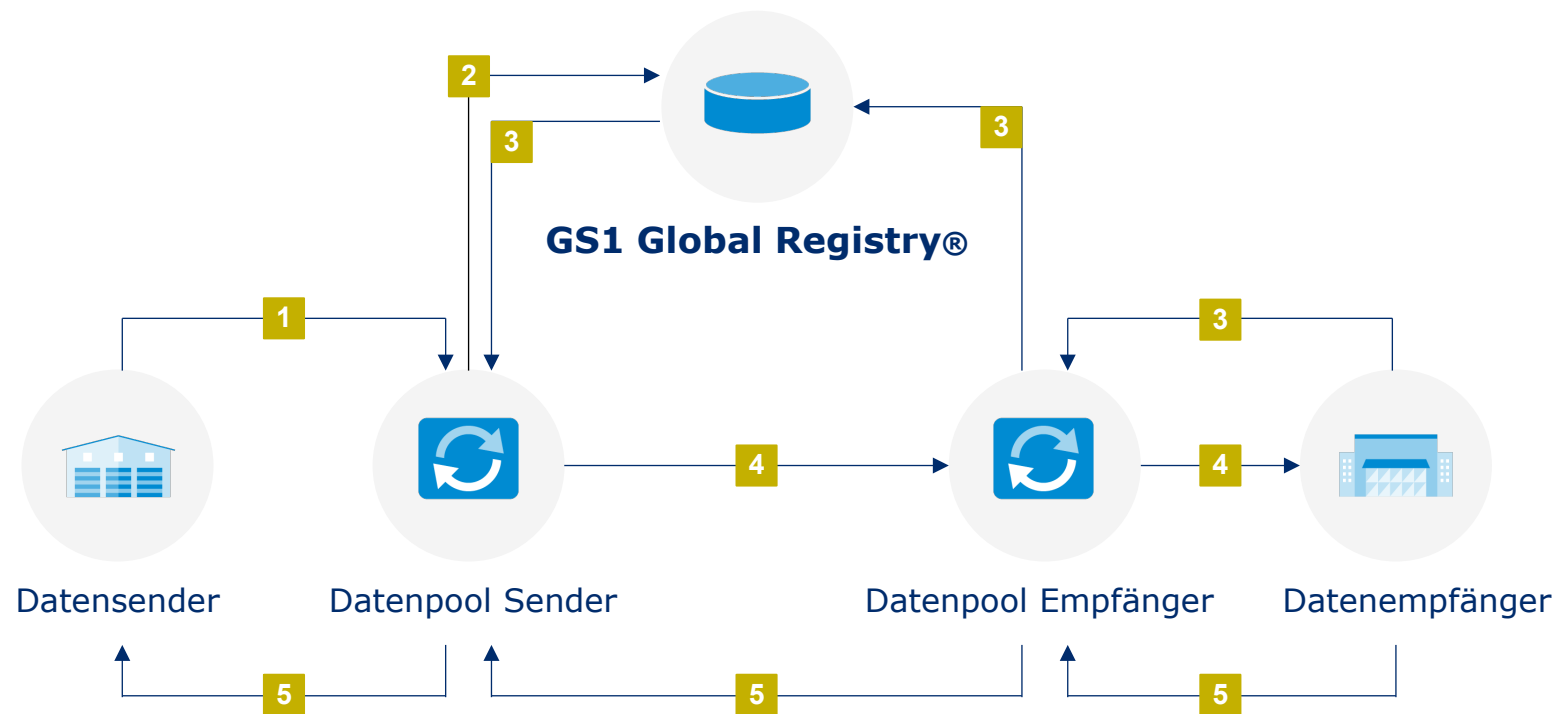 2
3
3
GS1 Global Registry®
1
3
4
4
Datensender
Datenpool Sender
Datenpool Empfänger
Datenempfänger
5
5
5